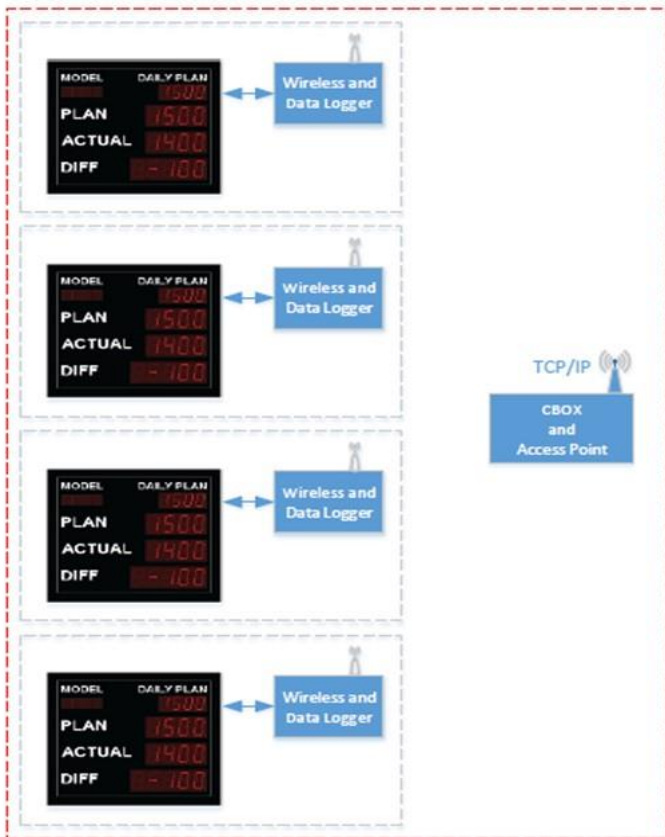 MODEL DAILY PLAN
1500
PLAN 1500
ACTUAL 1400
DIFF -100
Wireless and
Data Logger
MODEL DAILY PLAN
1500
PLAN 1500
ACTUAL 1400
DIFF -100
Wireless and
Data Logger
TCP/IP
CBOX
and
Access Point
MODEL DAILY PLAN
1500
PLAN 1500
ACTUAL 1400
DIFF -100
Wireless and
Data Logger
MODEL DAILY PLAN
1500
PLAN 1500
ACTUAL 1400
DIFF -100
Wireless and
Data Logger